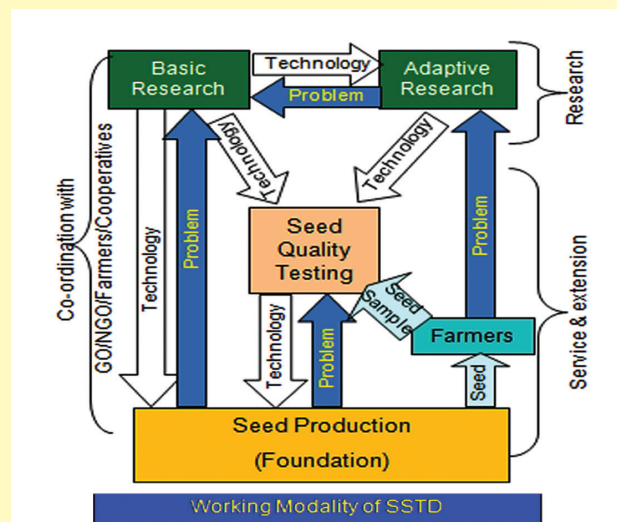 Basic
Research
Technology
Problem
Adaptive
Research
Research
Co-ordination with
GO/NGO/Farmers/Cooperatives
Technology
Problem
Technology
Technology
Seed
Quality
Testing
Problem
Seed
Sample
Farmers
Service & extension
Technology
Problem
Seed
Seed Production
(Foundation)
Working Modality of SSTD